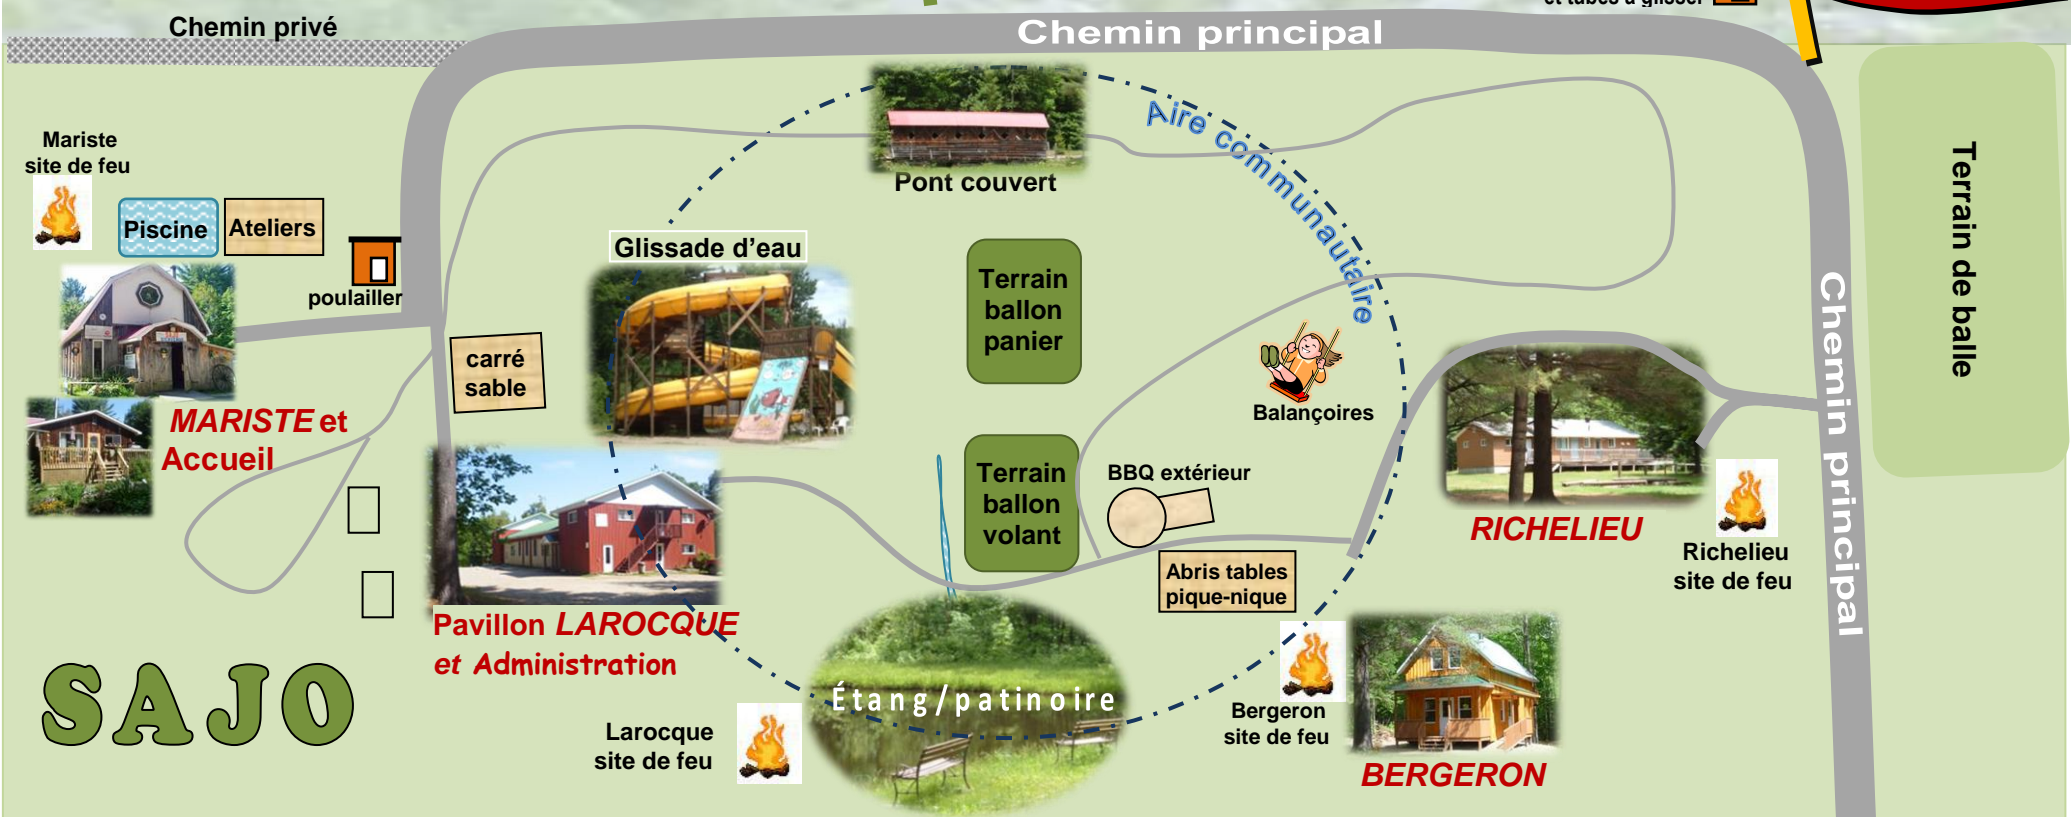 et tubes à glisser
Chemin privé
Chemin principal
Mariste
site de feu
Piscine
Ateliers
poulailler
Pont couvert
Aire communautaire
Glissade d'eau
Terrain
ballon
panier
Terrain de balle
carré
sable
Balançoires
Chemin principal
MARISTE et
Accueil
Terrain
ballon
volant
BBQ extérieur
RICHELIEU
Richelieu
site de feu
Abris tables
pique-nique
Pavillon LAROCQUE
et Administration
SAJO
Étang/patinoire
Larocque
site de feu
Bergeron
site de feu
BERGERON